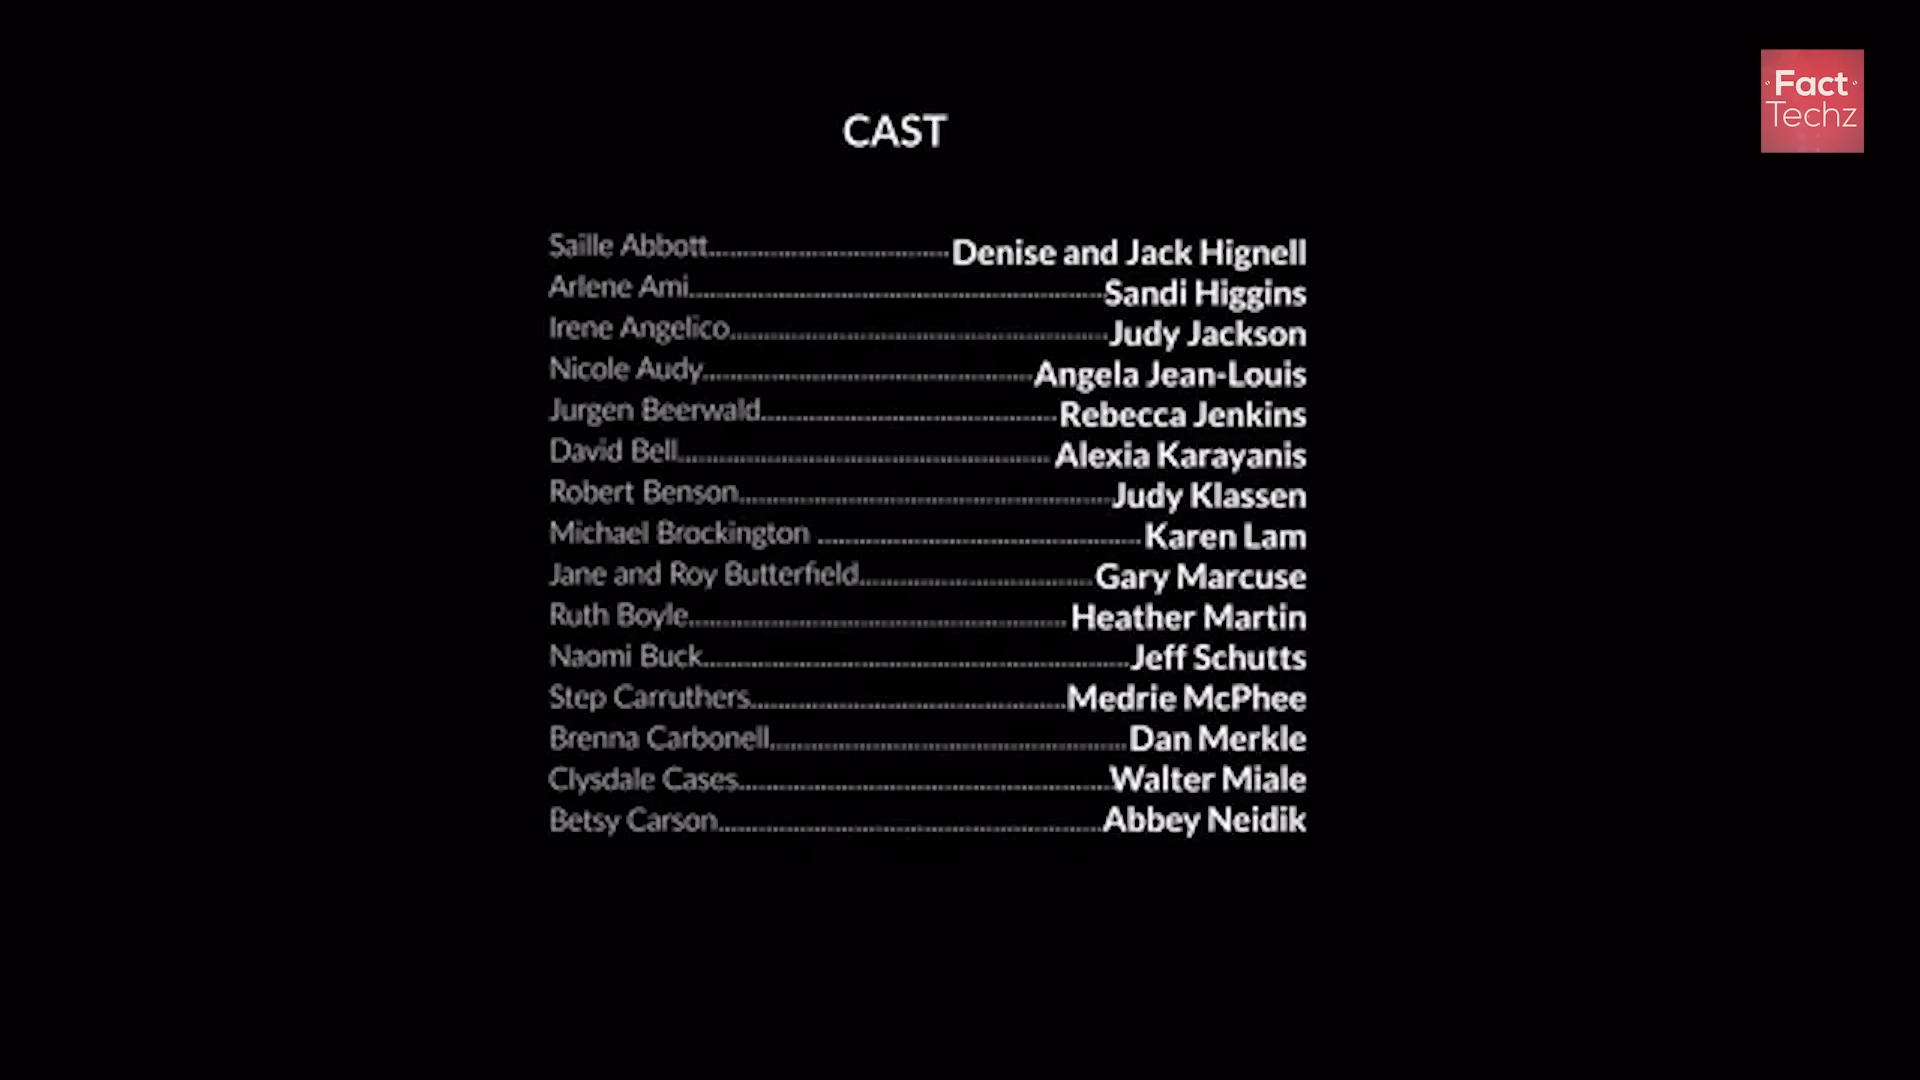 Fact
Techz
CAST
Saille Abbott........................................Denise and Jack Hignell
Arlene Ami........................................Sandi Higgins
Irene Angelico........................................Judy Jackson
Nicole Audy........................................Angela Jean-Louis
Jurgen Beerwald........................................Rebecca Jenkins
David Bell........................................Alexia Karayanis
Robert Benson........................................Judy Klassen
Michael Brockington ........................................Karen Lam
Jane and Roy Butterfield........................................Gary Marcuse
Ruth Boyle........................................Heather Martin
Naomi Buck........................................Jeff Schutts
Step Carruthers........................................Medrie McPhee
Brenna Carbonell........................................Dan Merkle
Clysdale Cases........................................Walter Miale
Betsy Carson........................................Abbey Neidik